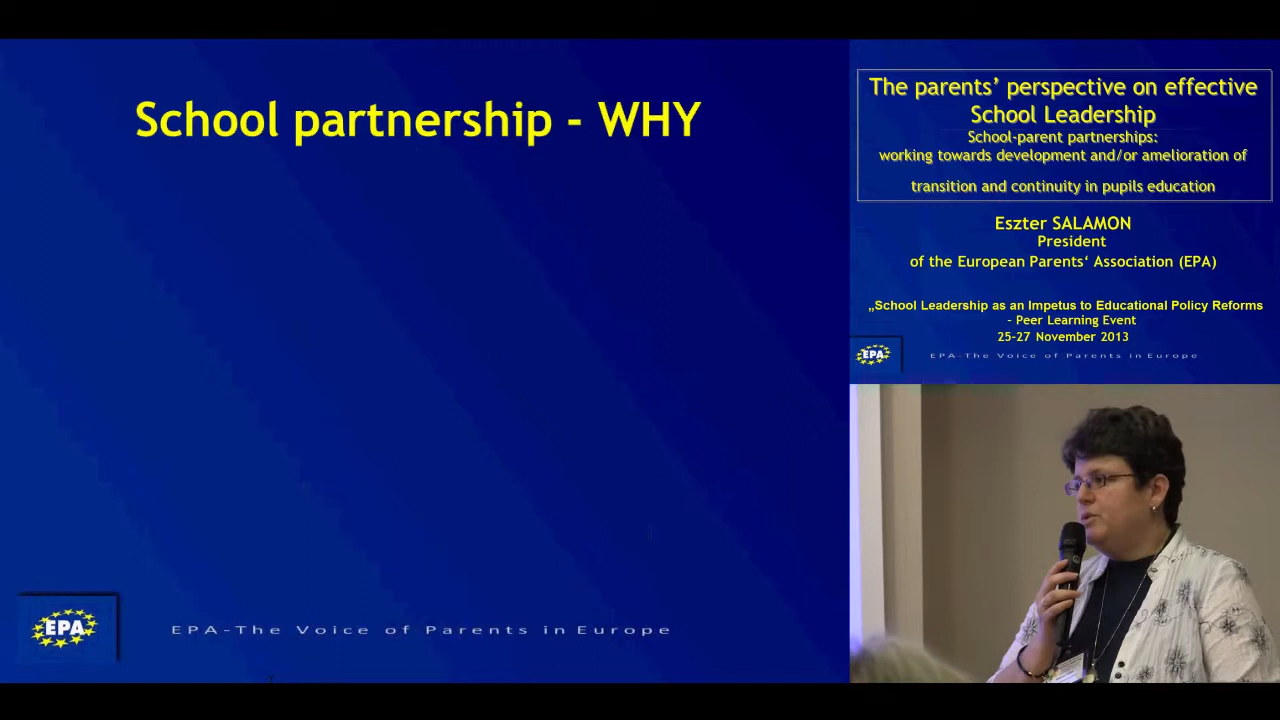 School partnership - WHY
EPA
EPA-The Voice of Parents in Europe
The parents’ perspective on effective
School Leadership
School-parent partnerships:
working towards development and/or amelioration of
transition and continuity in pupils education
Eszter SALAMON
President
of the European Parents‘ Association (EPA)
„School Leadership as an Impetus to Educational Policy Reforms
- Peer Learning Event
25-27 November 2013
EPA
EPA-The Voice of Parents in Europe